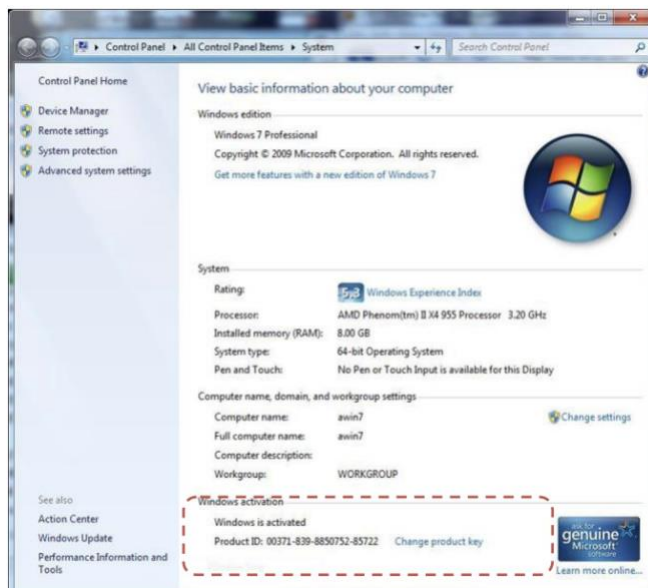 Control Panel ▸ All Control Panel Items ▸ System
Search Control Panel
Control Panel Home
Device Manager
Remote settings
System protection
Advanced system settings
View basic information about your computer
Windows edition
Windows 7 Professional
Copyright © 2009 Microsoft Corporation. All rights reserved.
Get more features with a new edition of Windows 7
System
Rating: 5,3 Windows Experience Index
Processor: AMD Phenom(tm) II X4 955 Processor 3.20 GHz
Installed memory (RAM): 8.00 GB
System type: 64-bit Operating System
Pen and Touch: No Pen or Touch Input is available for this Display
Computer name, domain, and workgroup settings
Computer name: awin7
Change settings
Full computer name: awin7
Computer description:
Workgroup: WORKGROUP
See also
Action Center
Windows Update
Performance Information and
Tools
Windows activation
Windows is activated
Product ID: 00371-839-8850752-85722 Change product key
ask for
genuine
Microsoft
software
Learn more online...